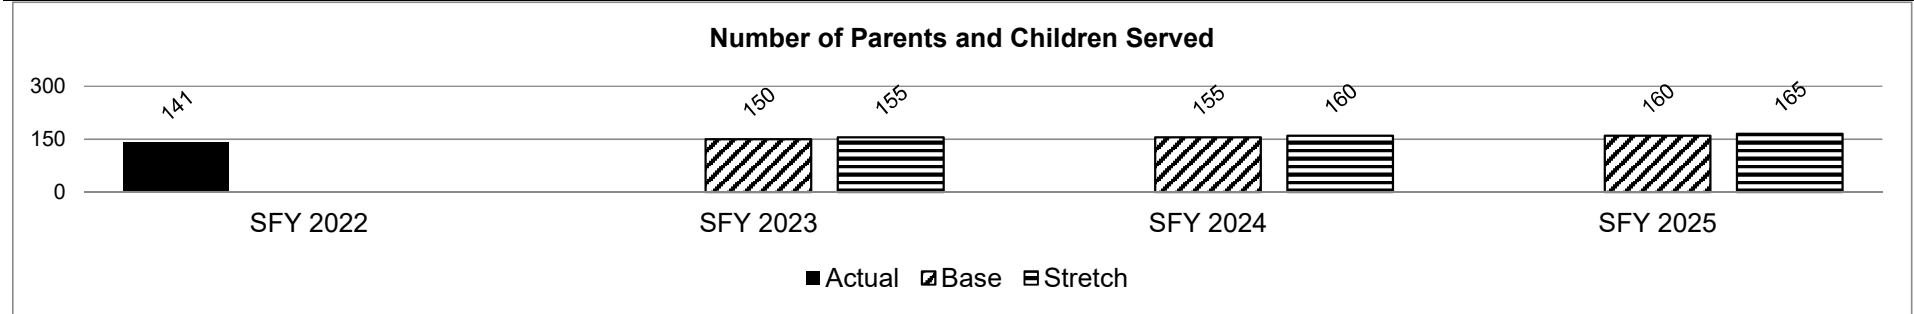 Number of Parents and Children Served
300
150
0
141
150
155
155
160
160
165
SFY 2022
SFY 2023
SFY 2024
SFY 2025
Actual
Base
Stretch